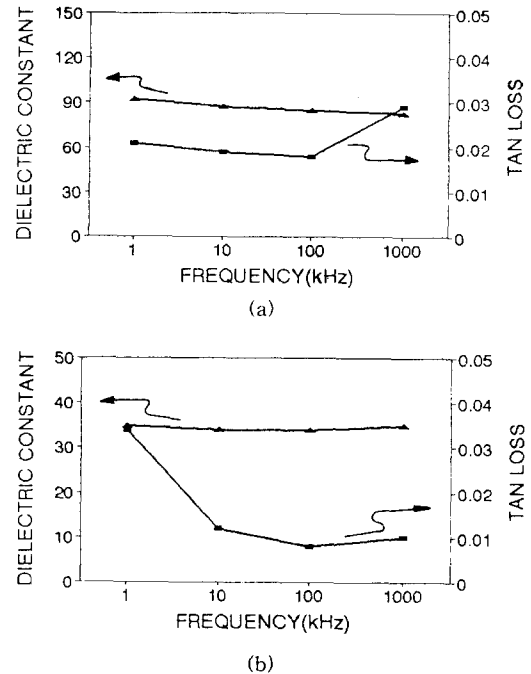 (a)
DIELECTRIC CONSTANT
150
120
90
60
30
0
0.05
0.04
0.03
0.02
0.01
0
TAN LOSS
1 10 100 1000
FREQUENCY(kHz)
(a)
DIELECTRIC CONSTANT
50
40
30
20
10
0
0.05
0.04
0.03
0.02
0.01
0
TAN LOSS
1 10 100 1000
FREQUENCY(kHz)
(b)